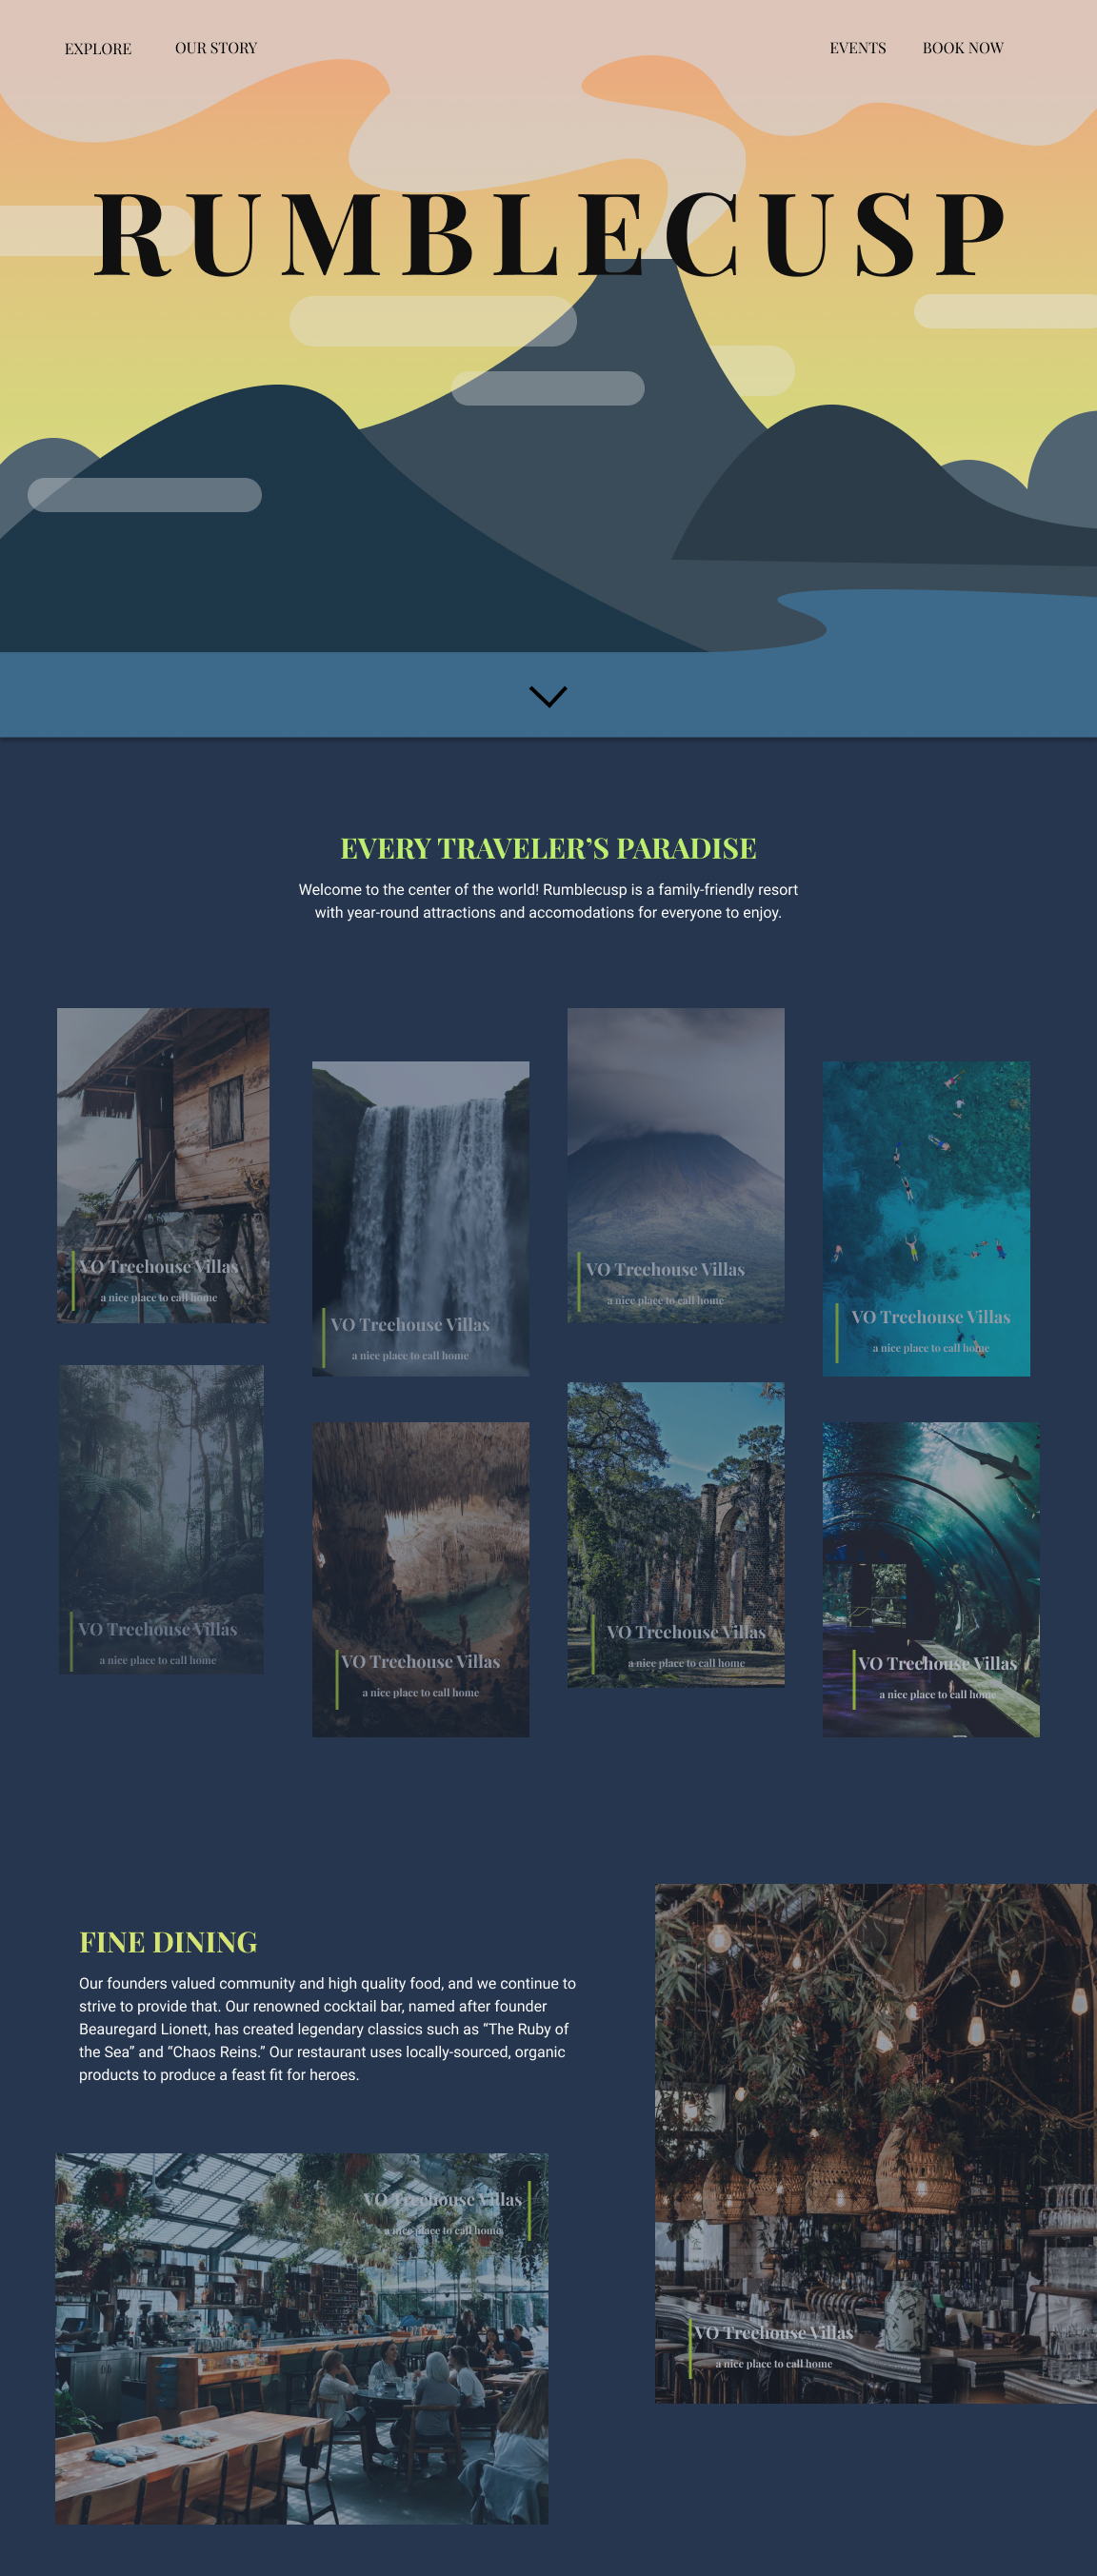 EXPLORE
OUR STORY
EVENTS
BOOK NOW
RUMBLECUSP
EVERY TRAVELER’S PARADISE
Welcome to the center of the world! Rumblecusp is a family-friendly resort
with year-round attractions and accomodations for everyone to enjoy.
VO Treehouse Villas
a nice place to call home
VO Treehouse Villas
a nice place to call home
VO Treehouse Villas
a nice place to call home
VO Treehouse Villas
a nice place to call home
VO Treehouse Villas
a nice place to call home
VO Treehouse Villas
a nice place to call home
VO Treehouse Villas
a nice place to call home
VO Treehouse Villas
a nice place to call home
FINE DINING
Our founders valued community and high quality food, and we continue to
strive to provide that. Our renowned cocktail bar, named after founder
Beauregard Lionett, has created legendary classics such as “The Ruby of
the Sea” and “Chaos Reins.” Our restaurant uses locally-sourced, organic
products to produce a feast fit for heroes.
VO Treehouse Villas
a nice place to call home
VO Treehouse Villas
a nice place to call home